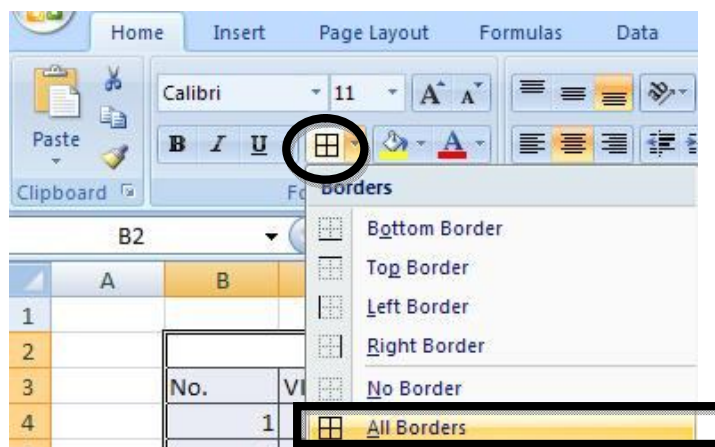 Home Insert Page Layout Formulas Data
Calibri 11 A A
Paste B I U A
Clipboard
Borders
B2
Bottom Border
Top Border
Left Border
Right Border
No Border
All Borders
A B
1
2
3 No.
4 1